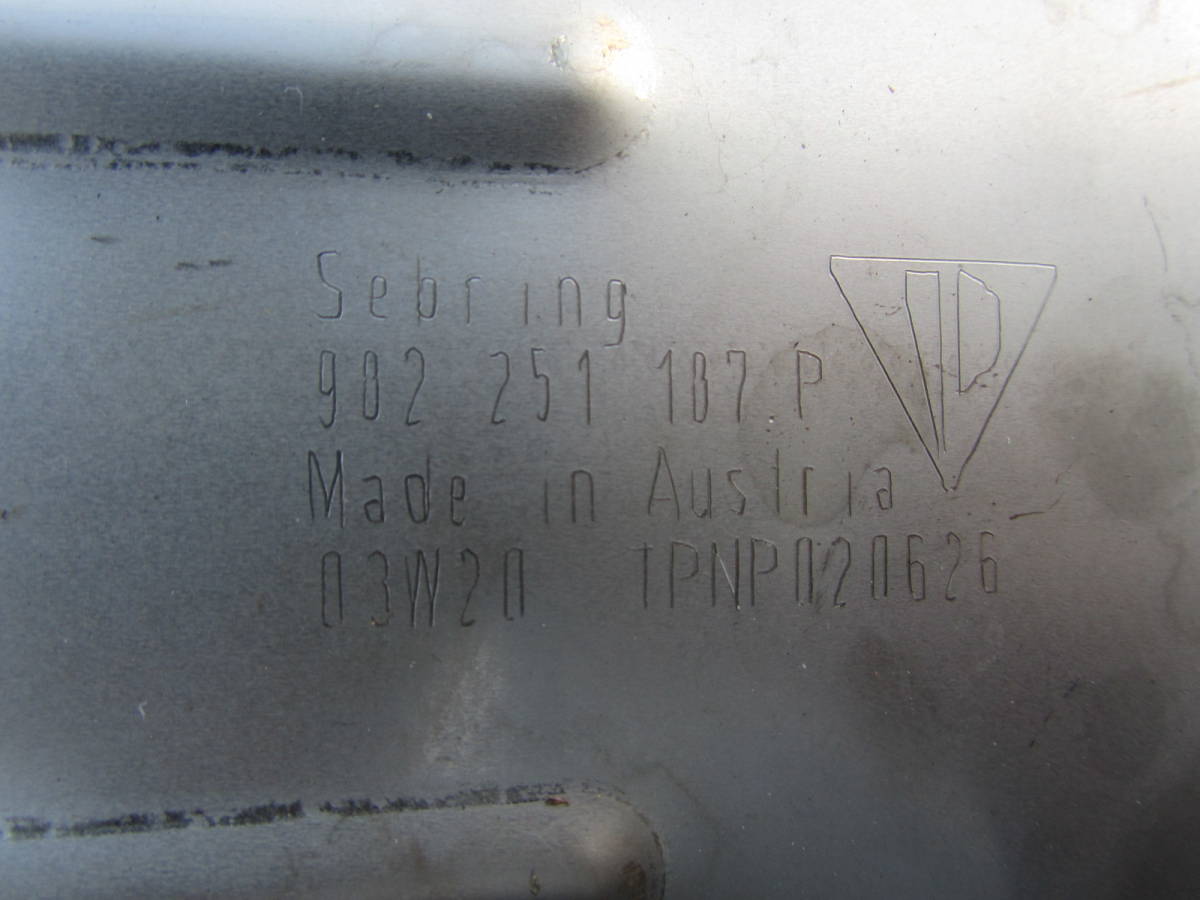 Sebring
982 251 187 P
Made in Austria
03W20 TPNP020626